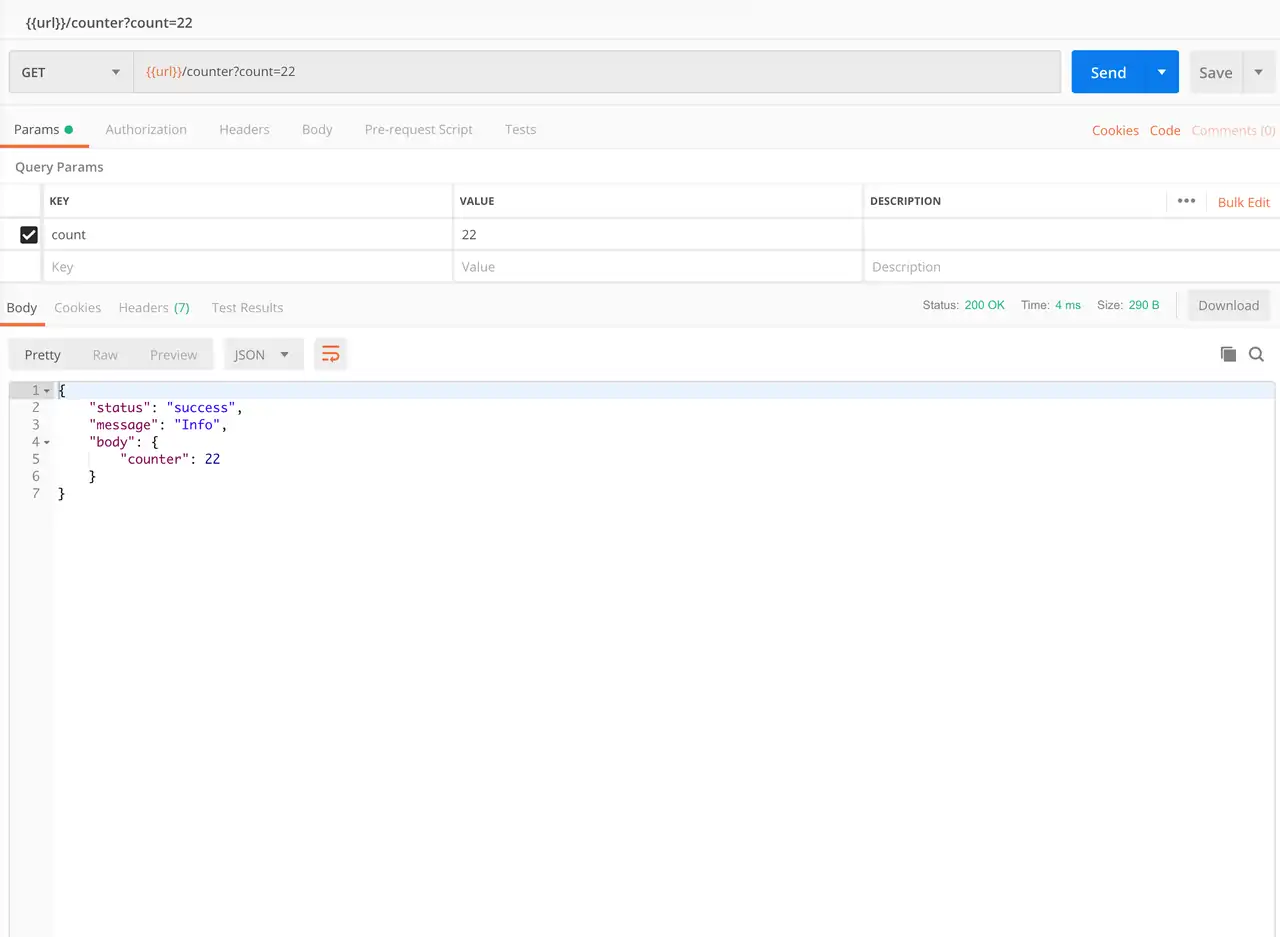 {{url}}/counter?count=22
GET {{url}}/counter?count=22 Send Save
Params Authorization Headers Body Pre-request Script Tests Cookies Code Comments (0)
Query Params
KEY VALUE DESCRIPTION ••• Bulk Edit
count 22
Key Value Description
Body Cookies Headers (7) Test Results Status: 200 OK Time: 4 ms Size: 290 B Download
Pretty Raw Preview JSON
1 {
2 "status": "success",
3 "message": "Info",
4 "body": {
5 "counter": 22
6 }
7 }